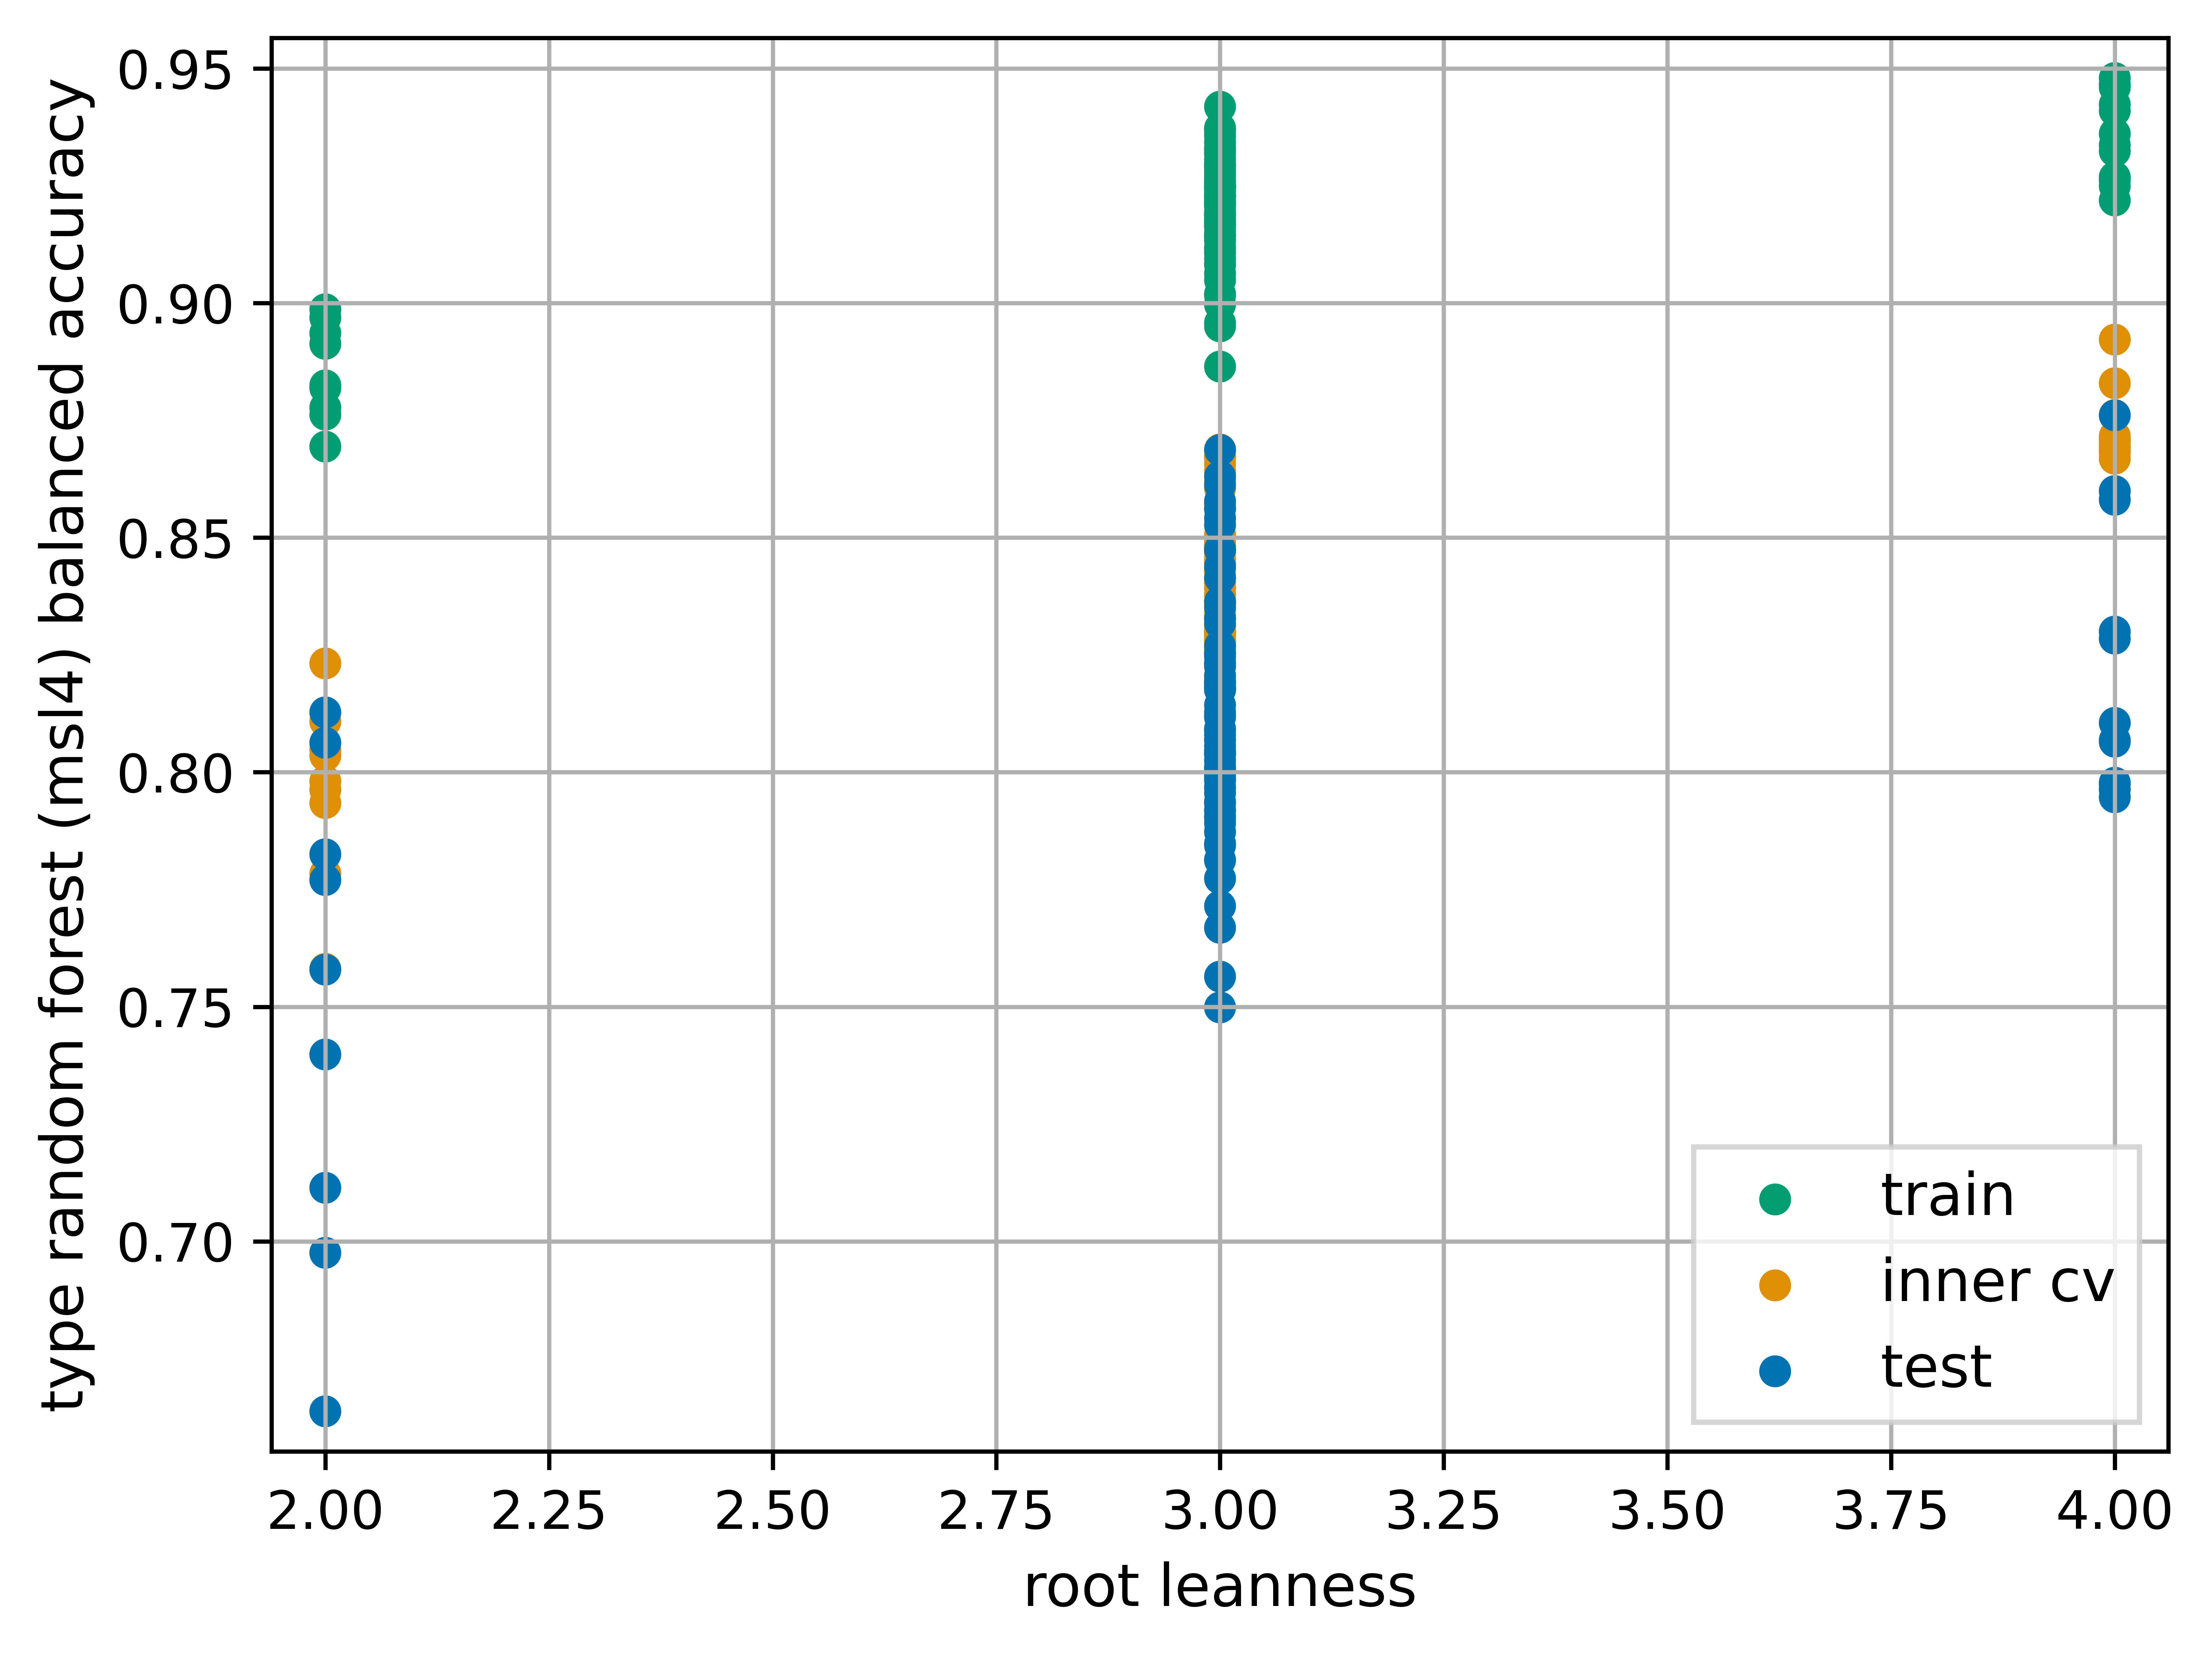 type random forest (msl4) balanced accuracy
0.95
0.90
0.85
0.80
0.75
0.70
train
inner cv
test
2.00 2.25 2.50 2.75 3.00 3.25 3.50 3.75 4.00
root leanness